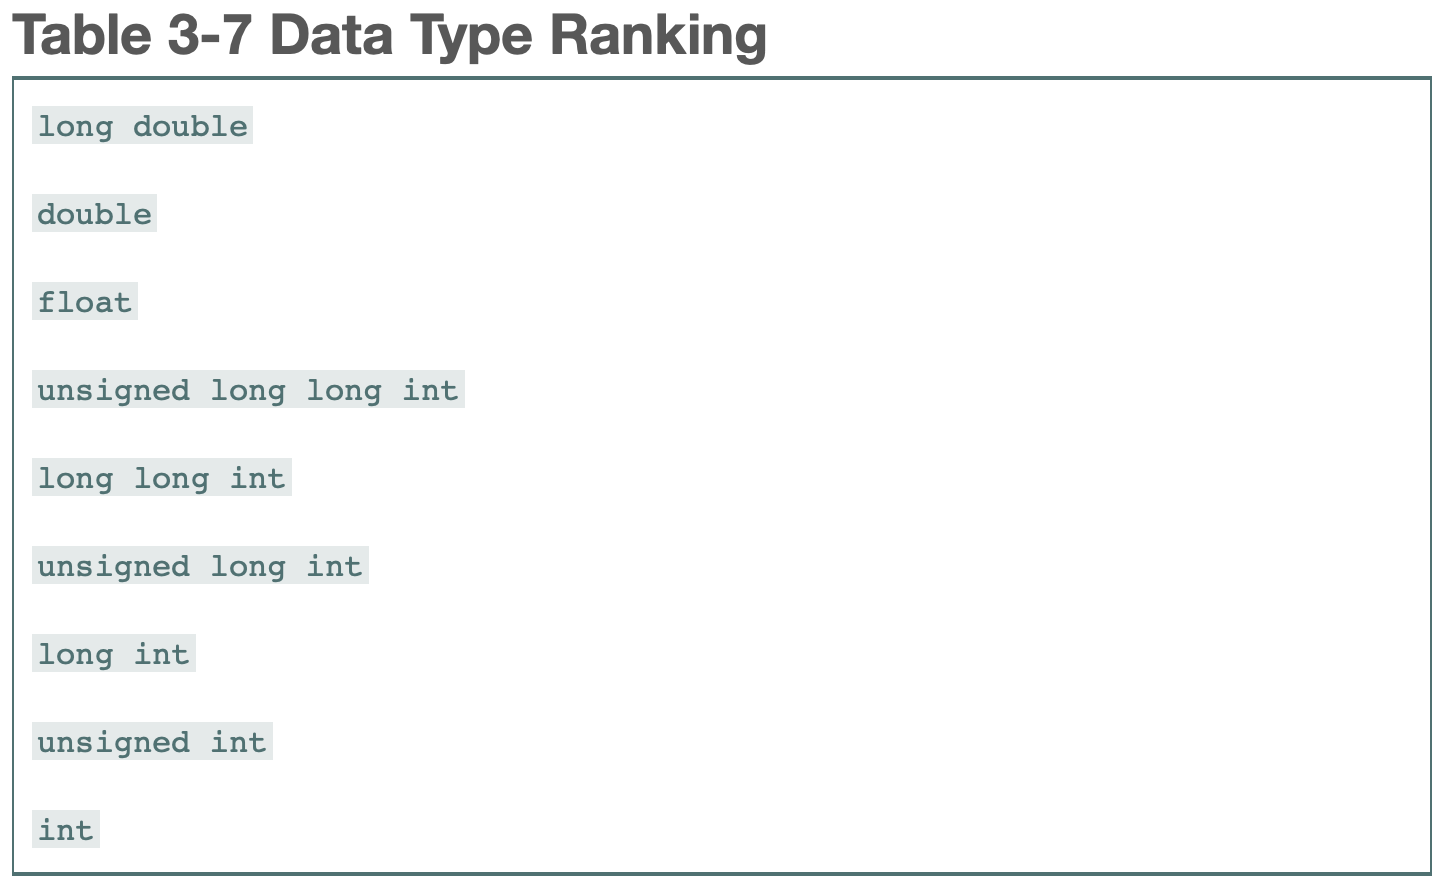 Table 3-7 Data Type Ranking
long double
double
float
unsigned long long int
long long int
unsigned long int
long int
unsigned int
int